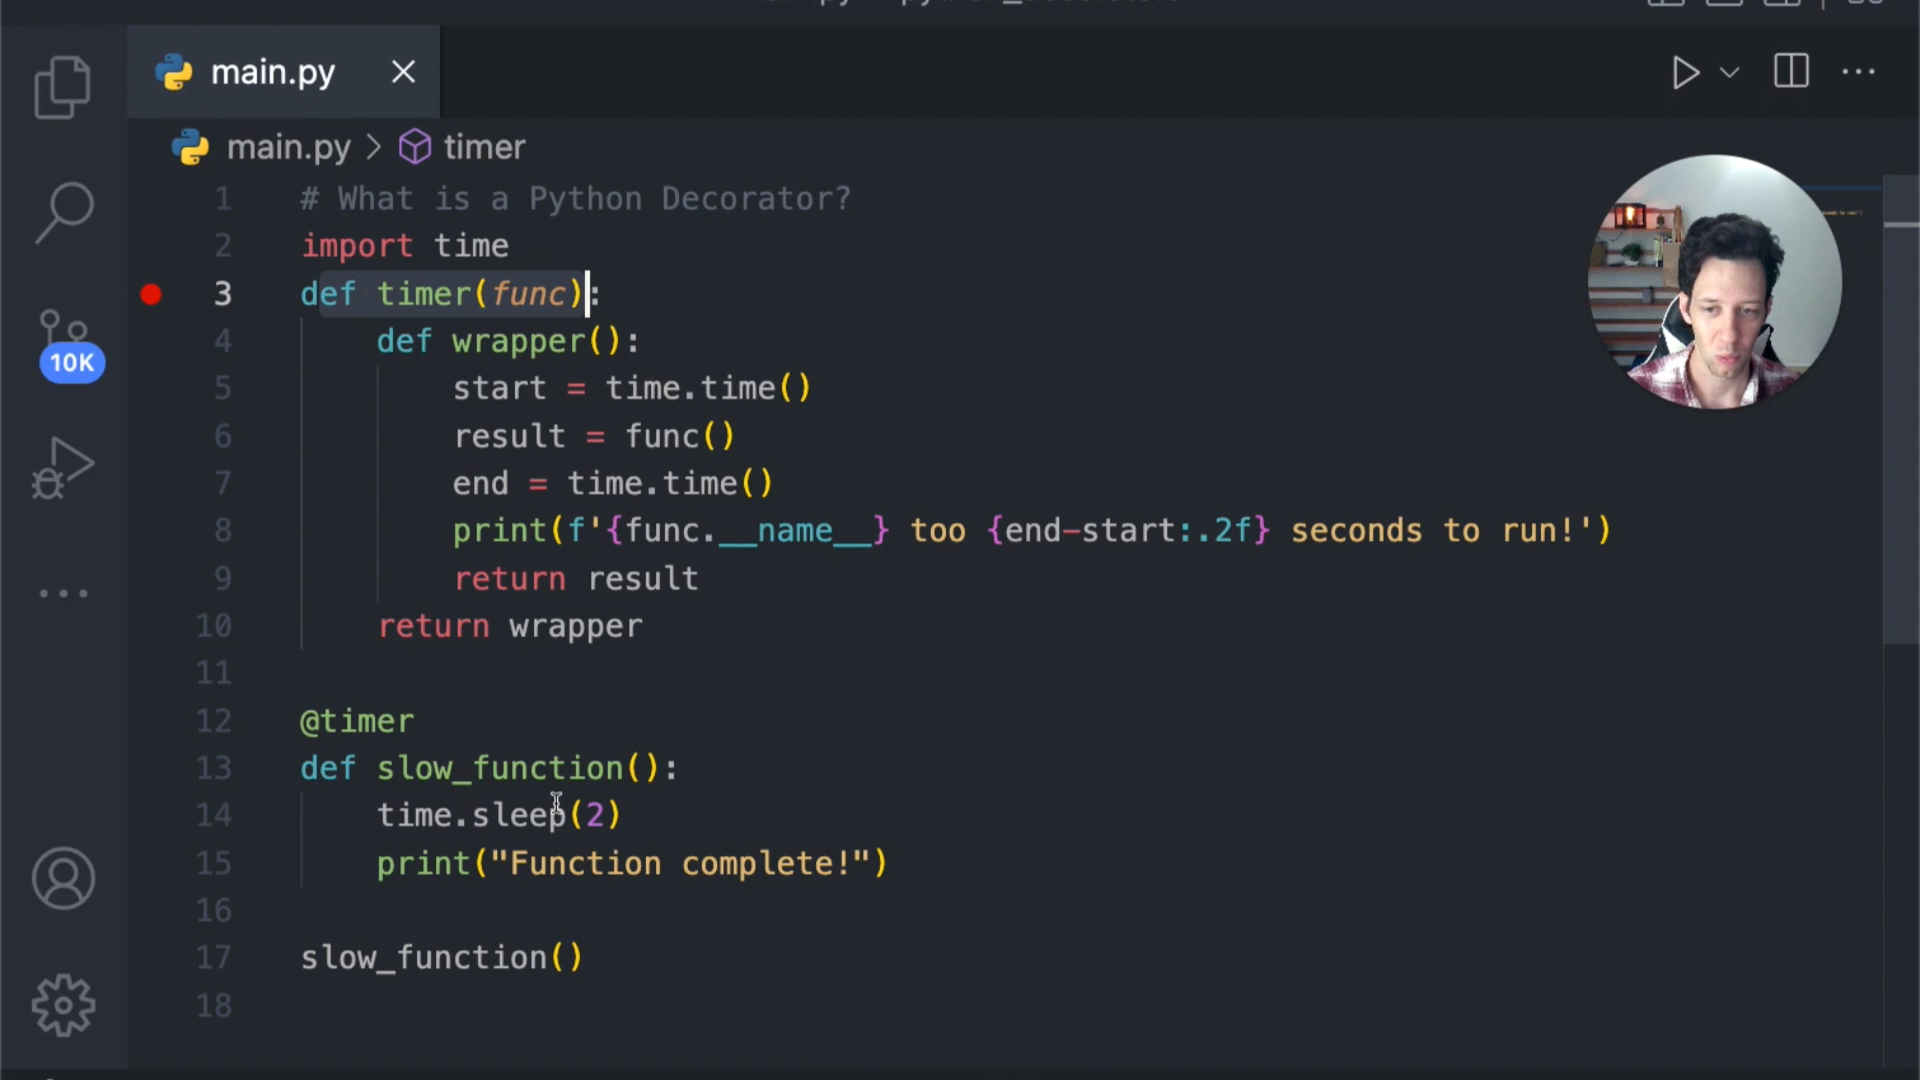 main.py
main.py > timer
1 # What is a Python Decorator?
2 import time
3 def timer(func):
4     def wrapper():
5         start = time.time()
6         result = func()
7         end = time.time()
8         print(f'{func.__name__} too {end-start:.2f} seconds to run!')
9         return result
10     return wrapper
11
12 @timer
13 def slow_function():
14     time.sleep(2)
15     print("Function complete!")
16
17 slow_function()
18
10K